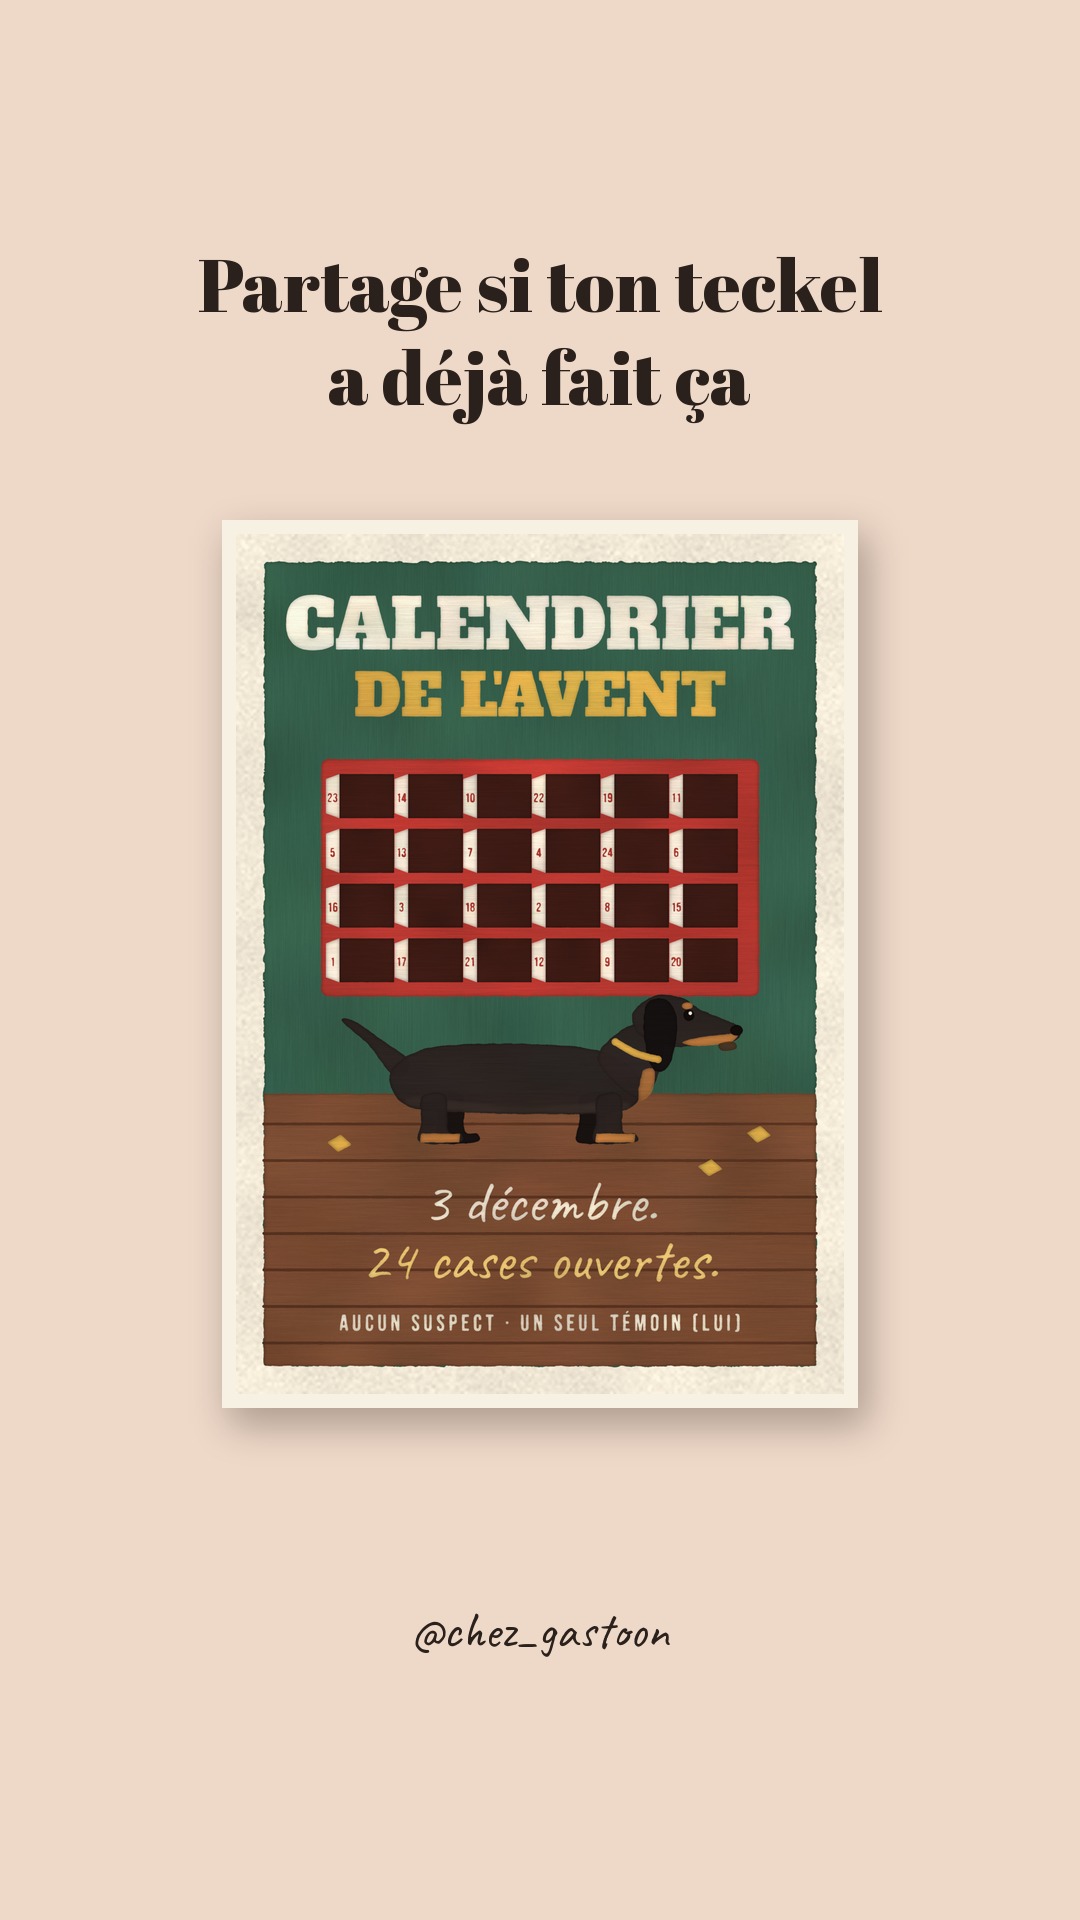 Partage si ton teckel
a déjà fait ça
CALENDRIER
DE L'AVENT
23 14 10 22 19 11
5 13 7 4 24 6
16 3 18 2 8 15
1 17 21 12 9 20
3 décembre.
24 cases ouvertes.
AUCUN SUSPECT · UN SEUL TÉMOIN (LUI)
@chez_gastoon